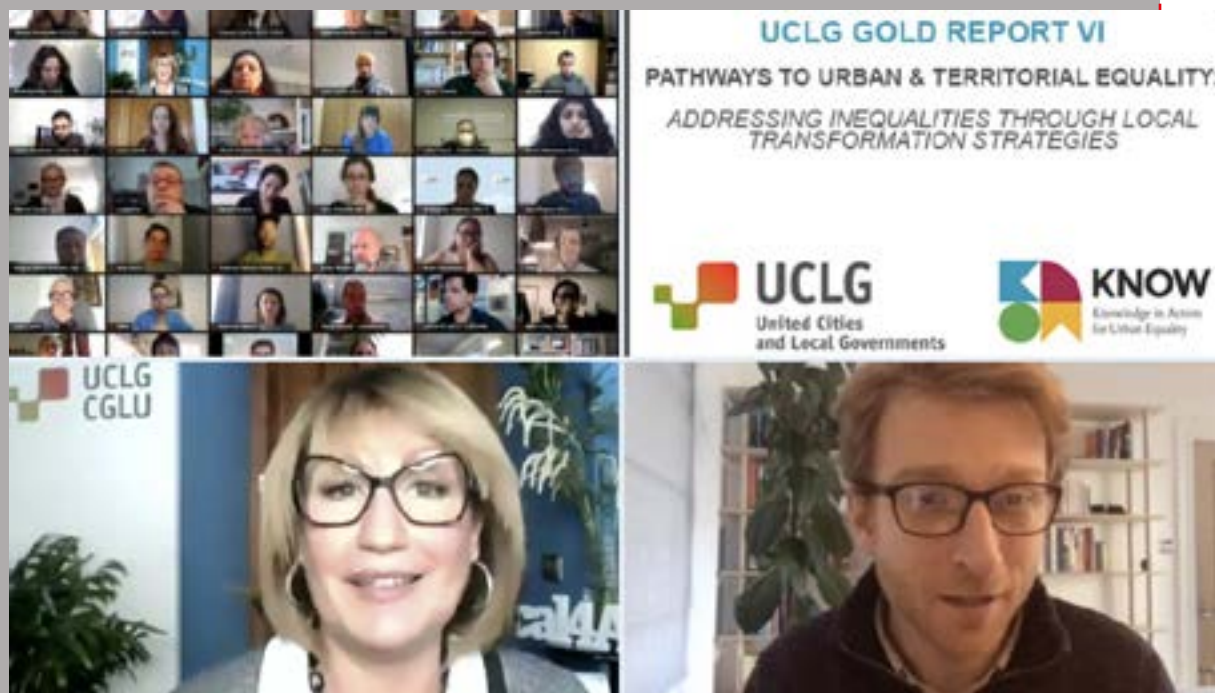 UCLG GOLD REPORT VI
PATHWAYS TO URBAN & TERRITORIAL EQUALITY:
ADDRESSING INEQUALITIES THROUGH LOCAL
TRANSFORMATION STRATEGIES
UCLG
United Cities
and Local Governments
KNOW
Knowledge in Action
for Urban Equality
UCLG
CGLU